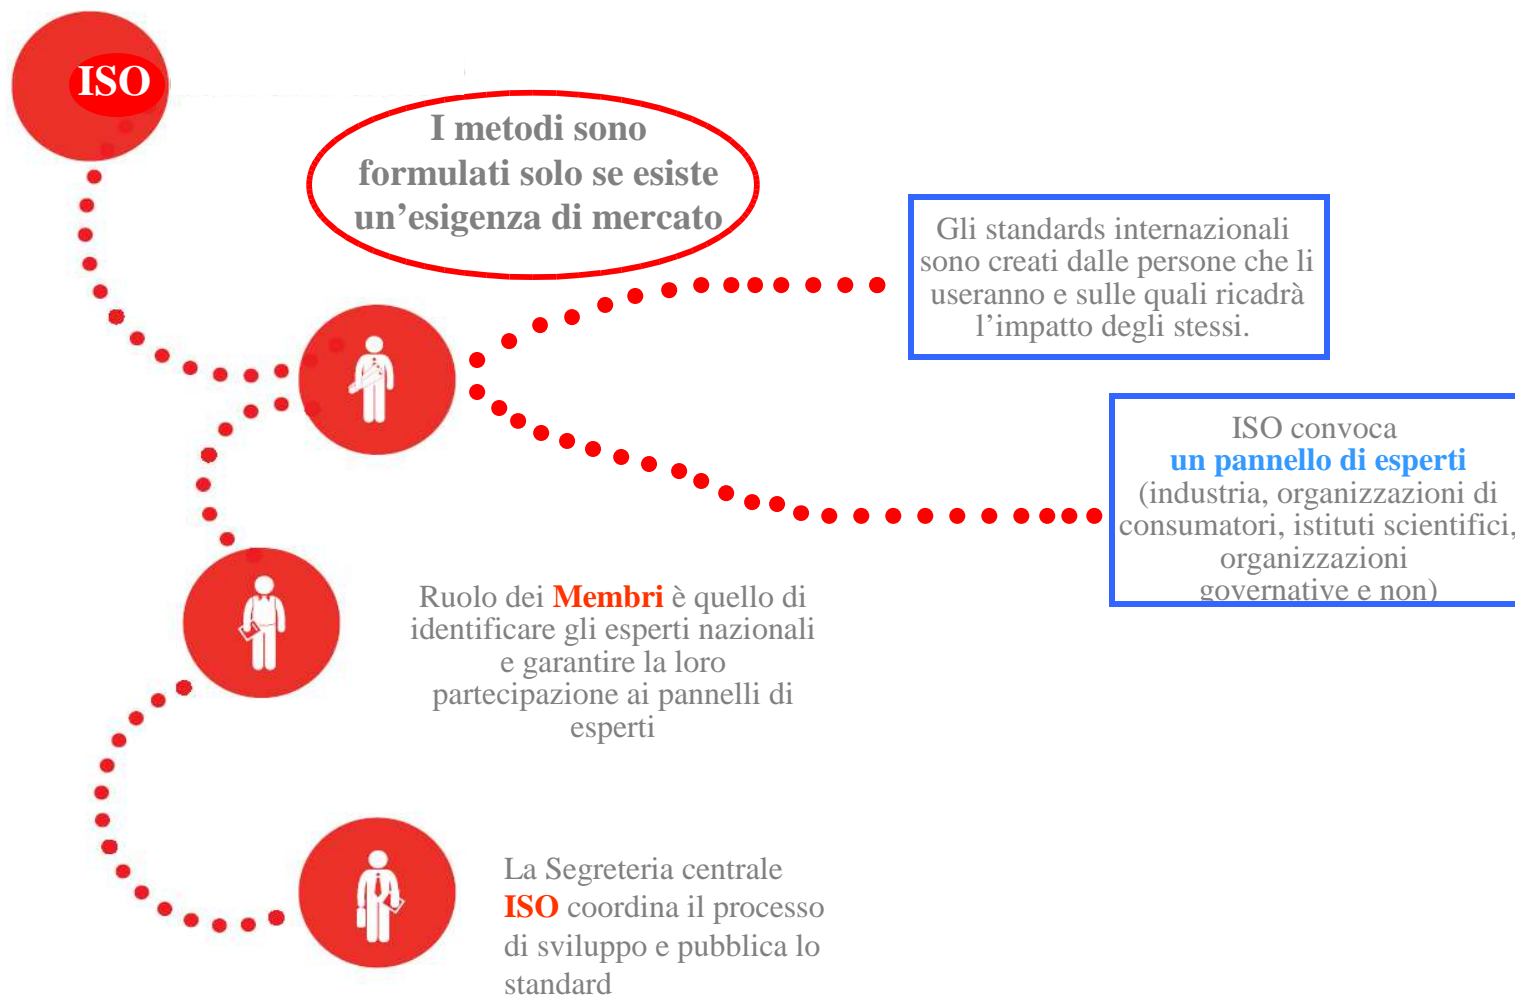 ISO
I metodi sono
formulati solo se esiste
un’esigenza di mercato
Gli standards internazionali
sono creati dalle persone che li
useranno e sulle quali ricadrà
l’impatto degli stessi.
ISO convoca
un pannello di esperti
(industria, organizzazioni di
consumatori, istituti scientifici,
organizzazioni
governative e non)
Ruolo dei Membri è quello di
identificare gli esperti nazionali
e garantire la loro
partecipazione ai pannelli di
esperti
La Segreteria centrale
ISO coordina il processo
di sviluppo e pubblica lo
standard